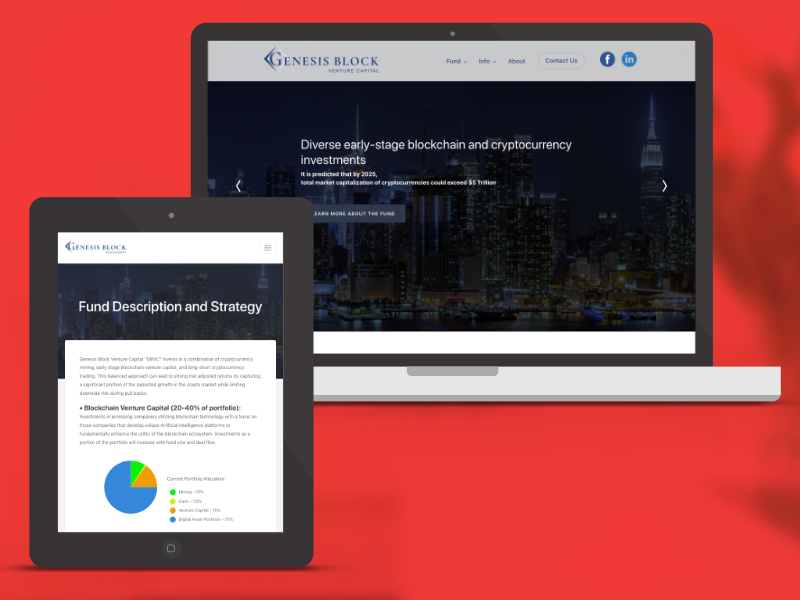 GENESIS BLOCK
VENTURE CAPITAL
Fund
Info
About
Contact Us
f
in
Diverse early-stage blockchain and cryptocurrency
investments
It is predicted that by 2025,
total market capitalization of cryptocurrencies could exceed $5 Trillion
LEARN MORE ABOUT THE FUND
GENESIS BLOCK
Fund Description and Strategy
Genesis Block Venture Capital "GBVC" invests in a combination of cryptocurrency
mining, early stage blockchain venture capital, and long-short cryptocurrency
trading. This balanced approach can lead to strong risk adjusted returns by capturing
a significant portion of the expected growth in the crypto market while limiting
downside risk during pull backs.
• Blockchain Venture Capital (20-40% of portfolio):
Investments in promising companies utilizing blockchain technology with a focus on
those that develop unique Artificial Intelligence platforms or
fundamentally enhance the utility of the blockchain ecosystem. Investments as a
portion of the portfolio will increase with fund size and deal flow.
Current Portfolio Allocation
Mining -
Cash -
Venture Capital -
Digital Asset Portfolio -